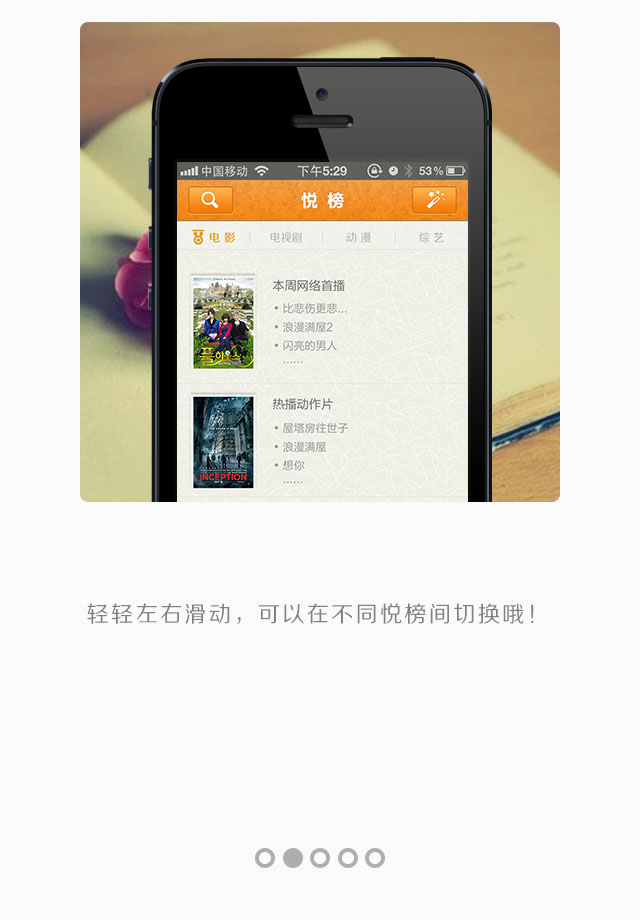 中国移动 下午5:29 53%
悦榜
电影 电视剧 动漫 综艺
本周网络首播
• 比悲伤更悲...
• 浪漫满屋2
• 闪亮的男人
......
热播动作片
• 屋塔房往世子
• 浪漫满屋
• 想你
......
INCEPTION
轻轻左右滑动，可以在不同悦榜间切换哦！